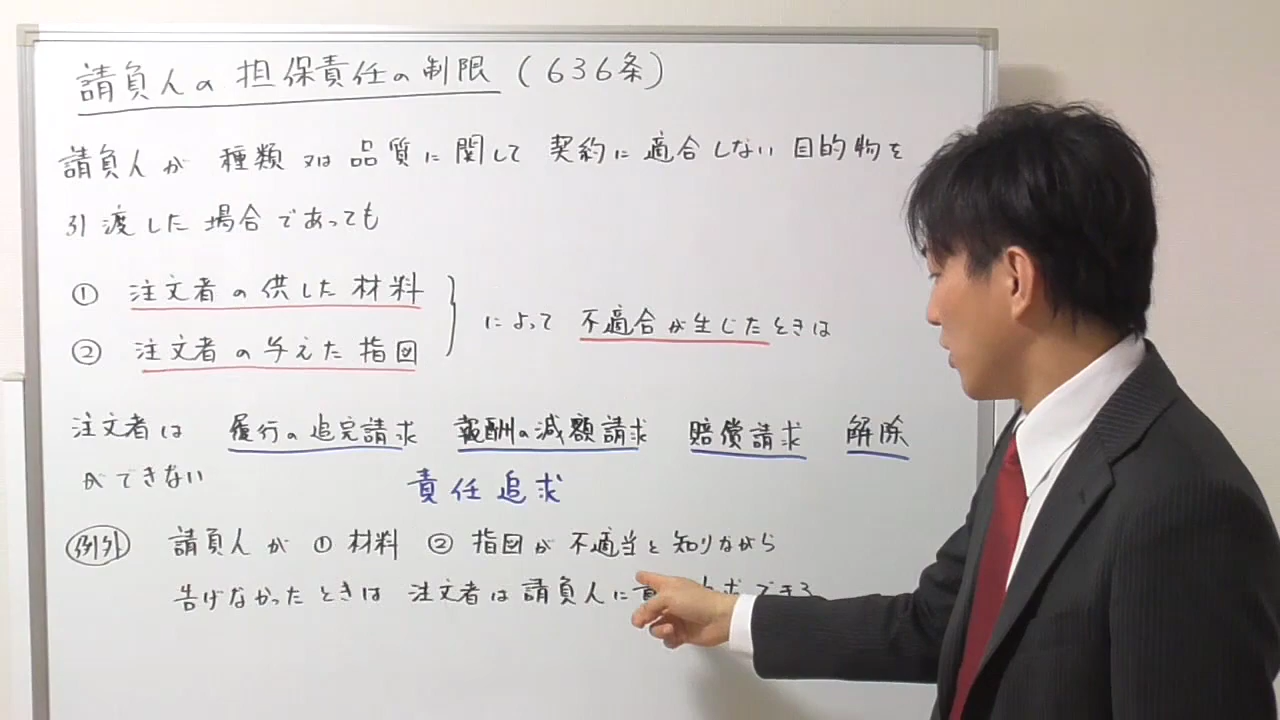 請負人の担保責任の制限（636条）
請負人が 種類又は品質に関して 契約に適合しない目的物を
引渡した場合であっても
① 注文者の供した材料
② 注文者の与えた指図
によって 不適合が生じたときは
注文者は 履行の追完請求 報酬の減額請求 賠償請求 解除
ができない
責任追求
例外 請負人が ① 材料 ② 指図が 不適当と知りながら
告げなかったときは 注文者は請負人に できる